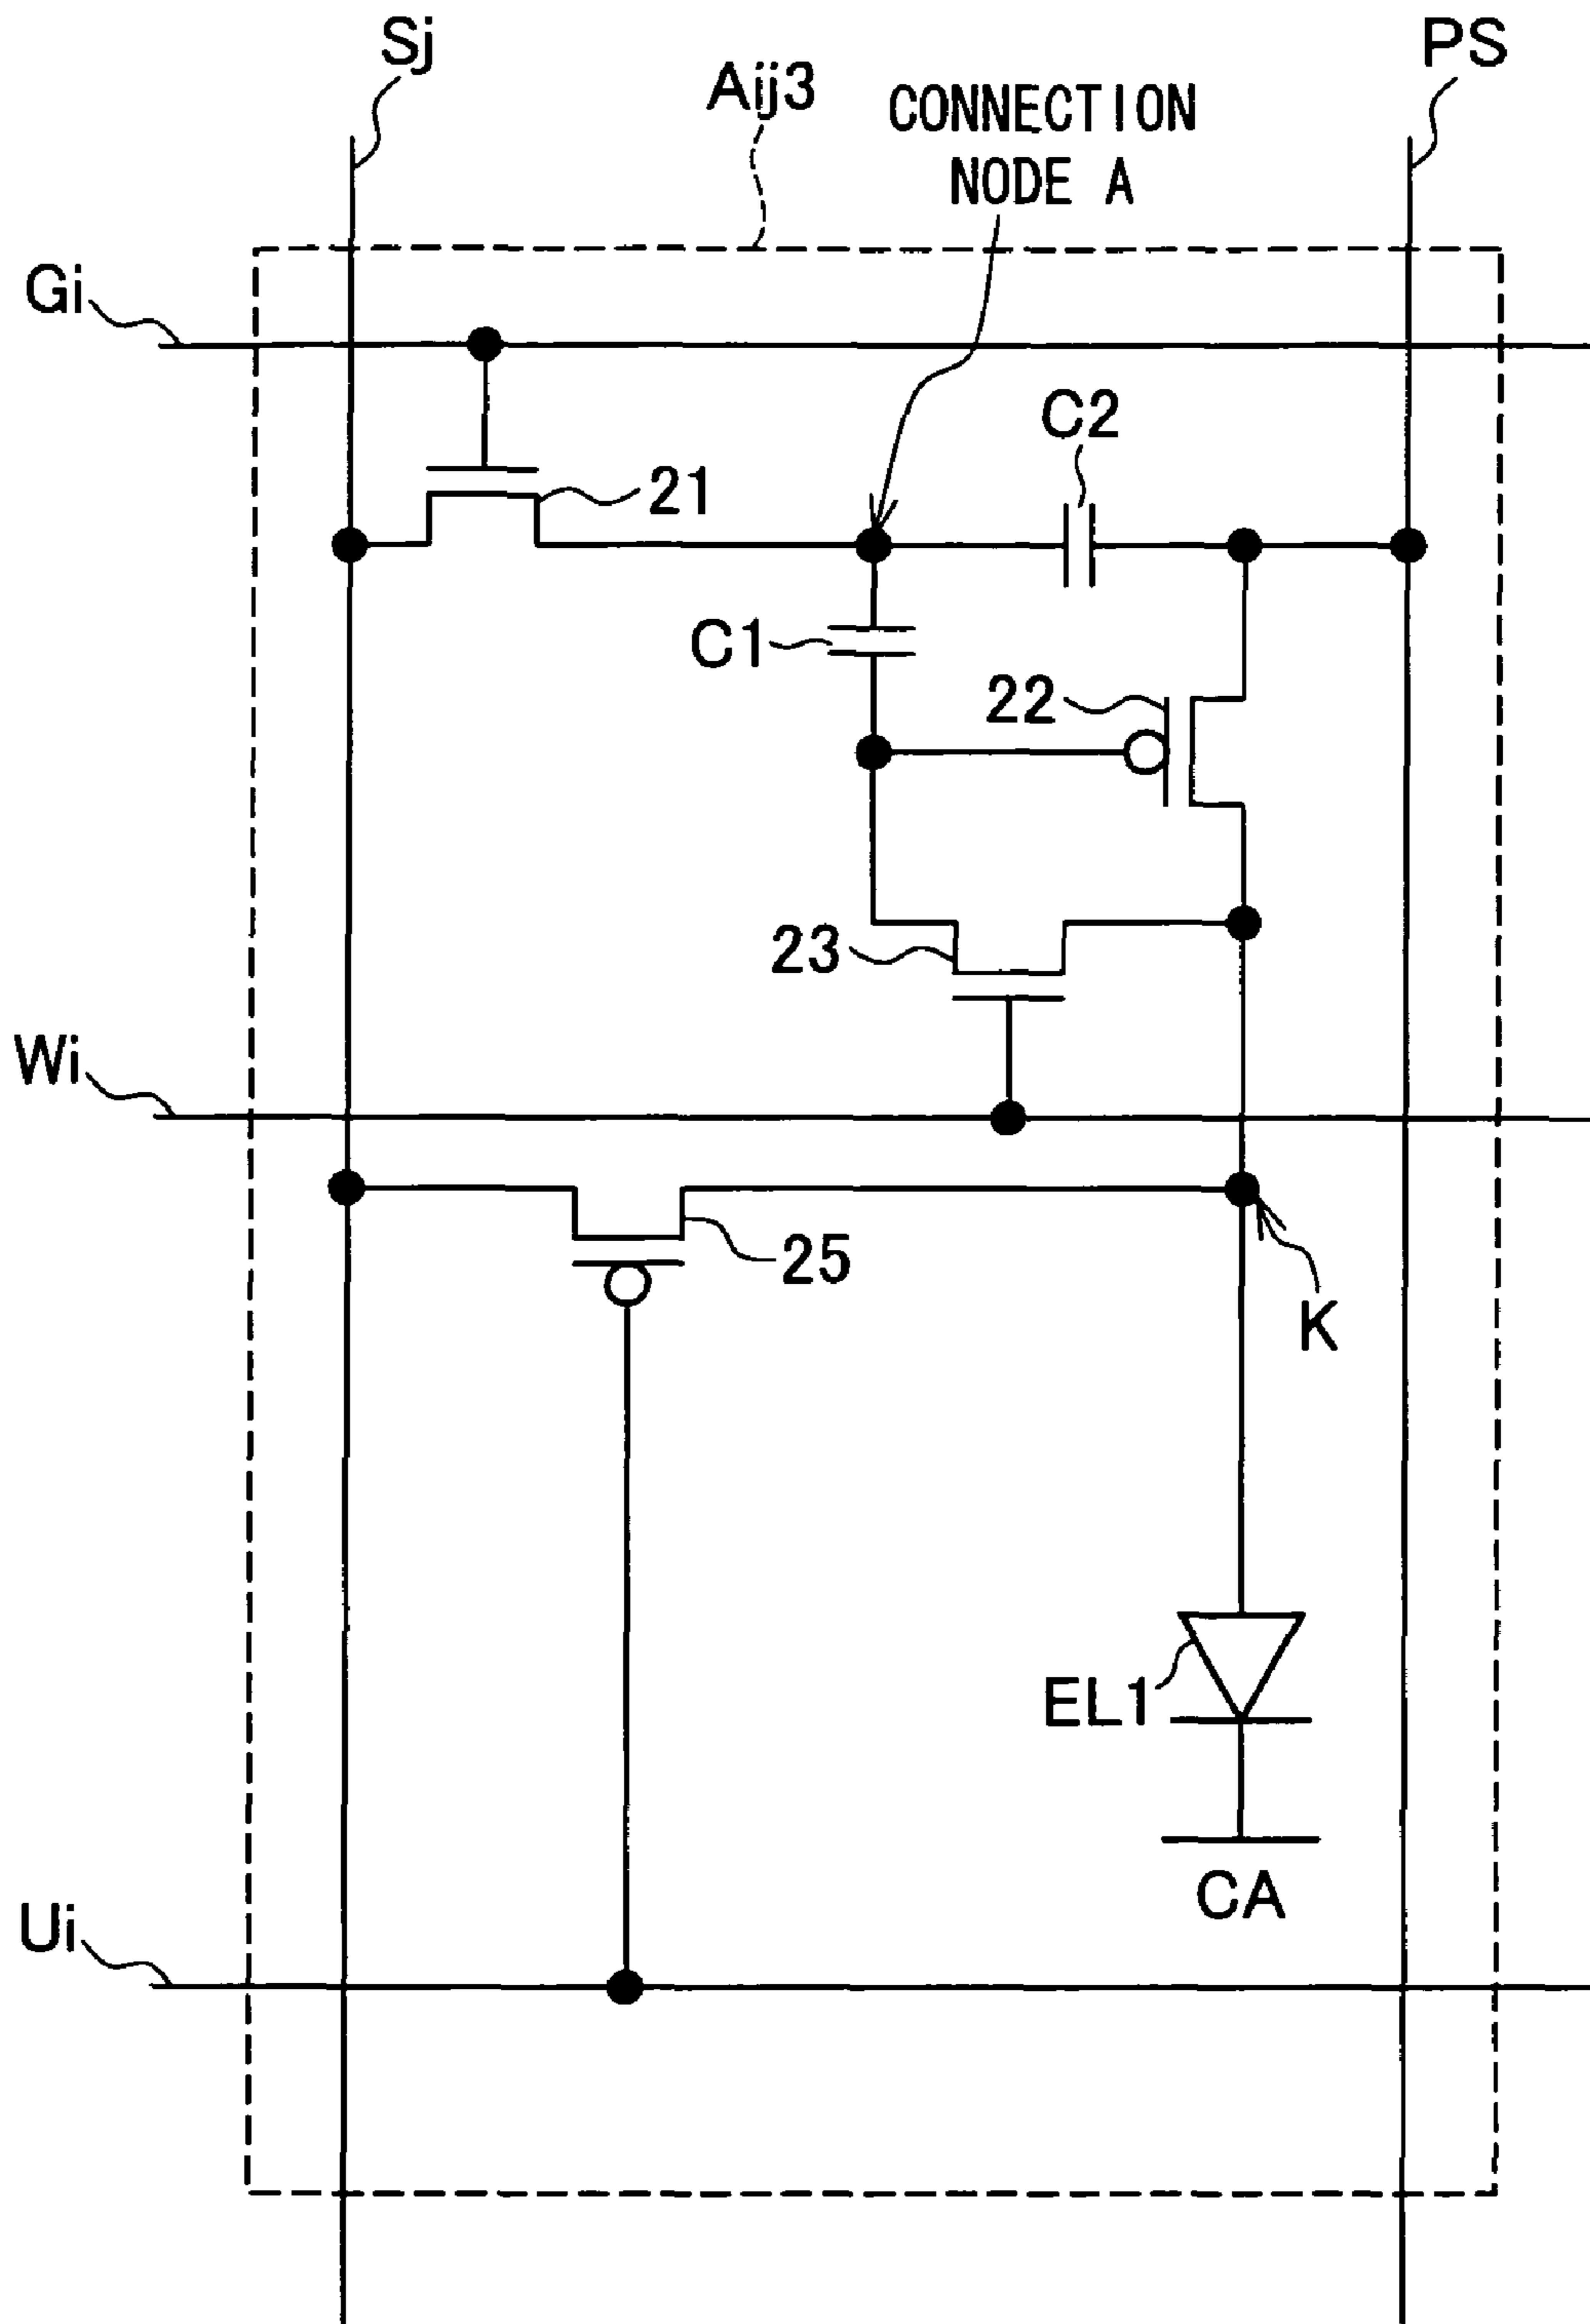 Sj
PS
Aij3
CONNECTION
NODE A
Gi
C2
21
C1
22
23
Wi
25
K
EL1
CA
Ui